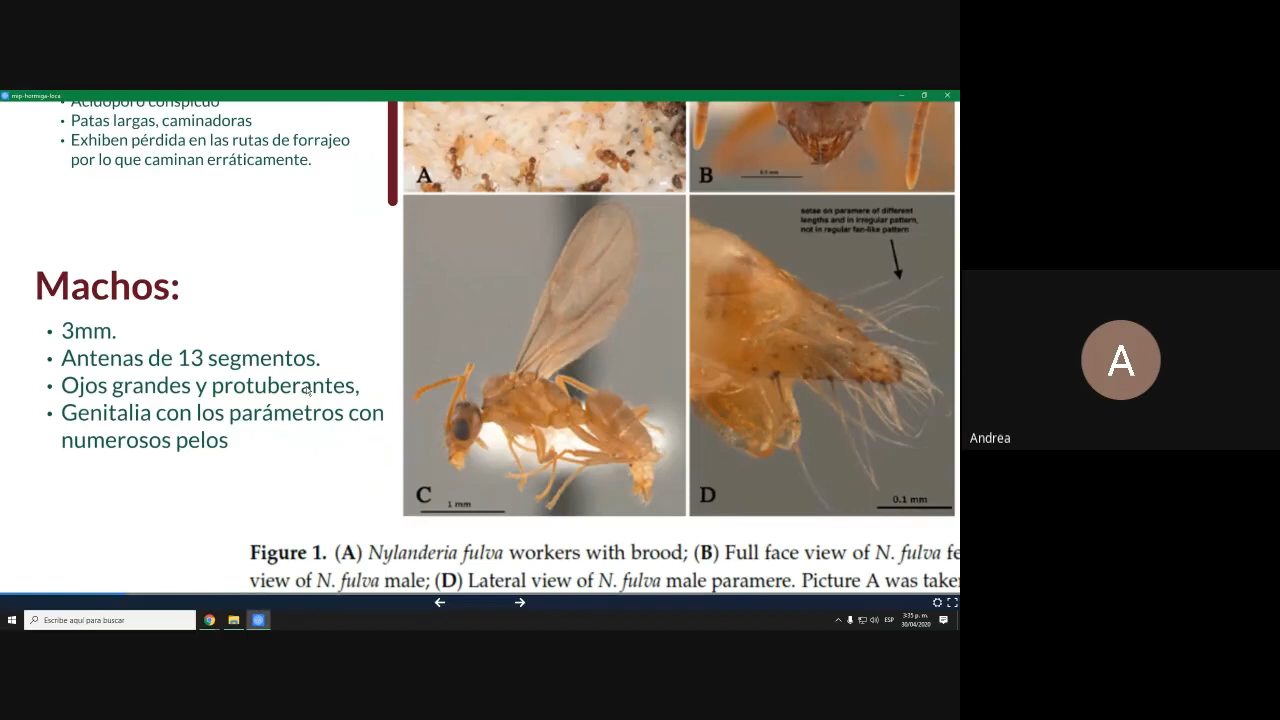 mip-hormiga-loca
• Acidoporo conspicuo
• Patas largas, caminadoras
• Exhiben pérdida en las rutas de forrajeo
por lo que caminan erráticamente.
Machos:
• 3mm.
• Antenas de 13 segmentos.
• Ojos grandes y protuberantes,
• Genitalia con los parámetros con
numerosos pelos
A
B
0.5 mm
setae on paramere of different
lengths and in irregular pattern,
not in regular fan-like pattern
C
1 mm
D
0.1 mm
Figure 1. (A) Nylanderia fulva workers with brood; (B) Full face view of N. fulva fe
view of N. fulva male; (D) Lateral view of N. fulva male paramere. Picture A was take
Escribe aquí para buscar
ESP
3:35 p. m.
30/04/2020
A
Andrea